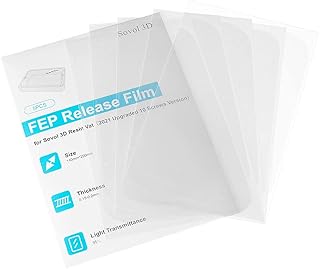 Sovol 3D
5PCS
FEP Release Film
for Sovol 3D Resin Vat (2021 Upgraded 10 Screws Version)
Size
Thickness
Light Transmittance